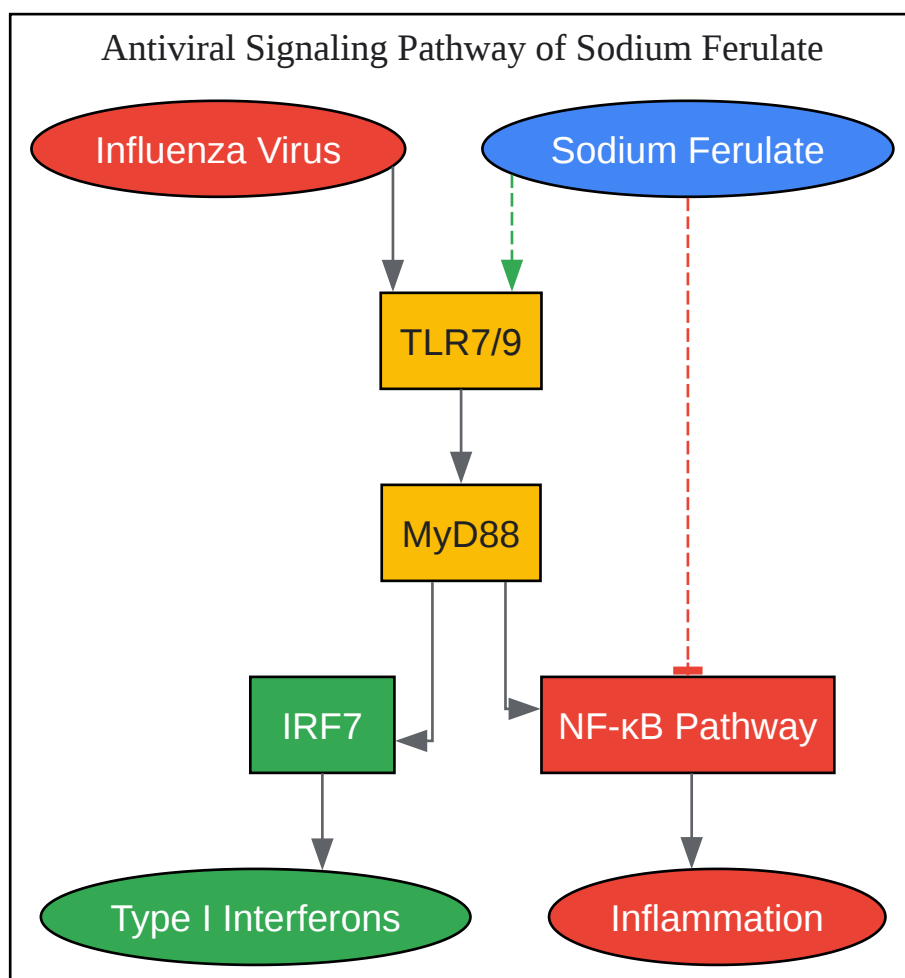 Antiviral Signaling Pathway of Sodium Ferulate
Influenza Virus
Sodium Ferulate
TLR7/9
MyD88
IRF7
NF-κB Pathway
Type I Interferons
Inflammation